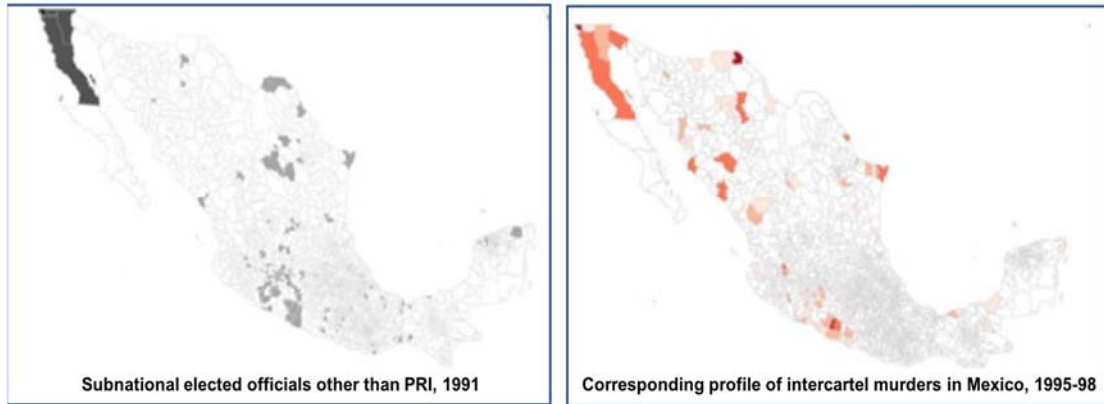 Subnational elected officials other than PRI, 1991
Corresponding profile of intercartel murders in Mexico, 1995-98